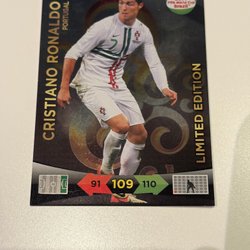 CRISTIANO RONALDO
PORTUGAL
LIMITED EDITION
91
109
110